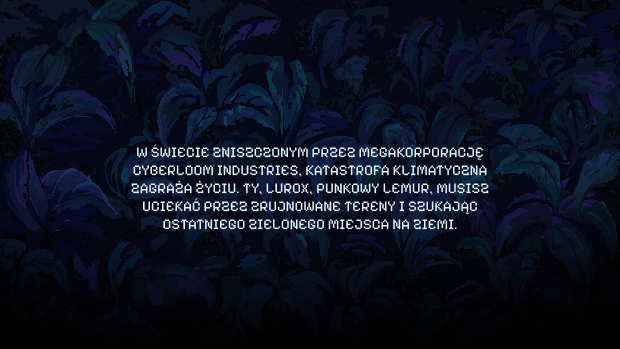 W ŚWIECIE ZNISZCZONYM PRZEZ MEGAKORPORACJĘ
CYBERLOOM INDUSTRIES, KATASTROFA KLIMATYCZNA
ZAGRAŻA ŻYCIU. TY, LUROX, PUNKOWY LEMUR, MUSISZ
UCIEKAĆ PRZEZ ZRUJNOWANE TERENY I SZUKAJĄC
OSTATNIEGO ZIELONEGO MIEJSCA NA ZIEMI.